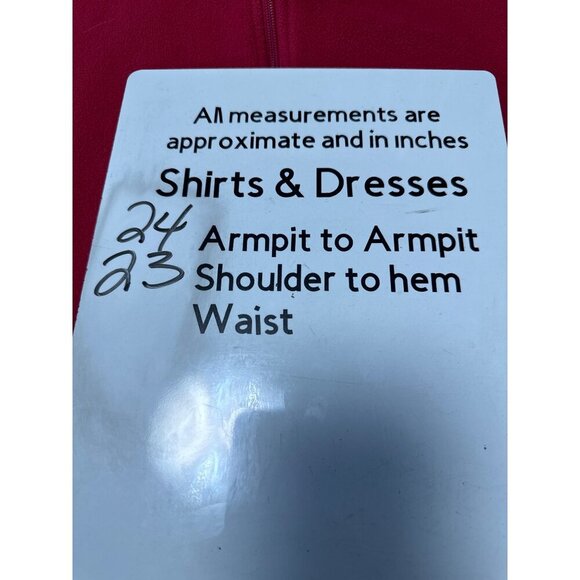 All measurements are
approximate and in inches
Shirts & Dresses
24 Armpit to Armpit
23 Shoulder to hem
Waist